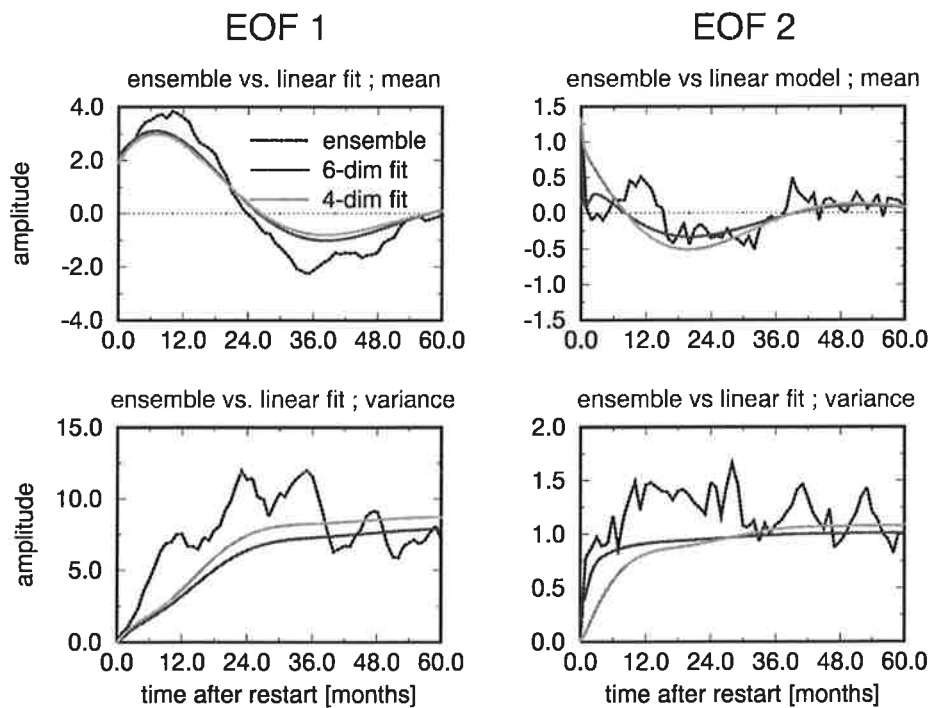 EOF 1
EOF 2
ensemble vs. linear fit ; mean
ensemble vs linear model ; mean
4.0
2.0
0.0
-2.0
-4.0
amplitude
ensemble
6-dim fit
4-dim fit
0.0 12.0 24.0 36.0 48.0 60.0
1.5
1.0
0.5
0.0
-0.5
-1.0
-1.5
0.0 12.0 24.0 36.0 48.0 60.0
ensemble vs. linear fit ; variance
ensemble vs linear fit ; variance
15.0
10.0
5.0
0.0
amplitude
0.0 12.0 24.0 36.0 48.0 60.0
time after restart [months]
2.0
1.5
1.0
0.5
0.0
0.0 12.0 24.0 36.0 48.0 60.0
time after restart [months]